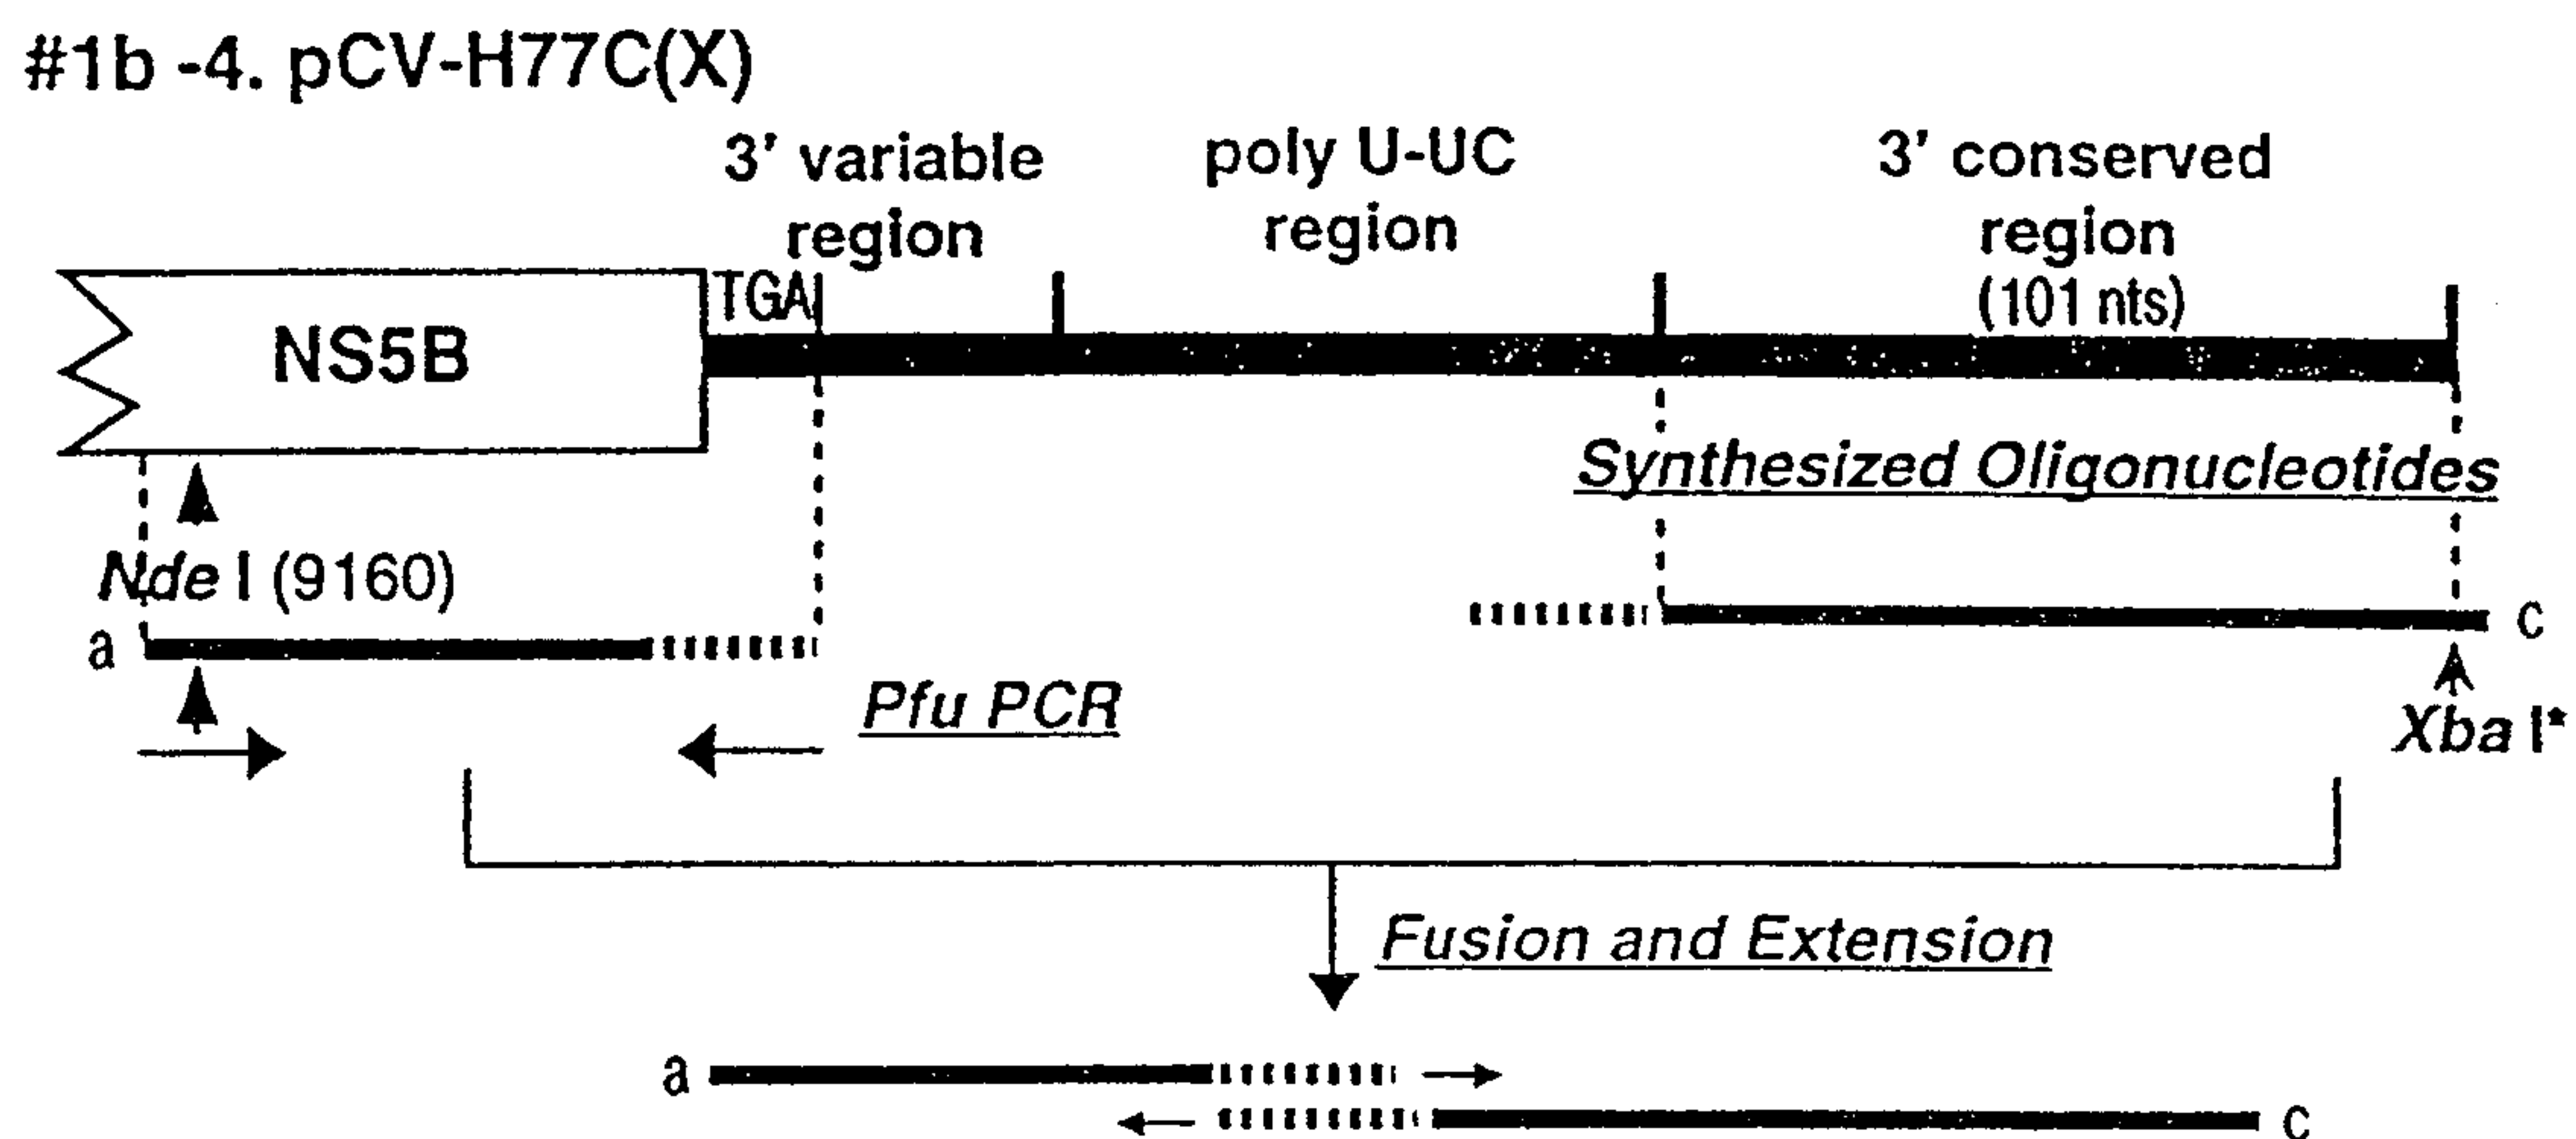 #1b -4. pCV-H77C(X)
3' variable
region
poly U-UC
region
3' conserved
region
(101 nts)
TGA
NS5B
Synthesized Oligonucleotides
Nde I (9160)
a
c
Pfu PCR
Xba I*
Fusion and Extension
a
c